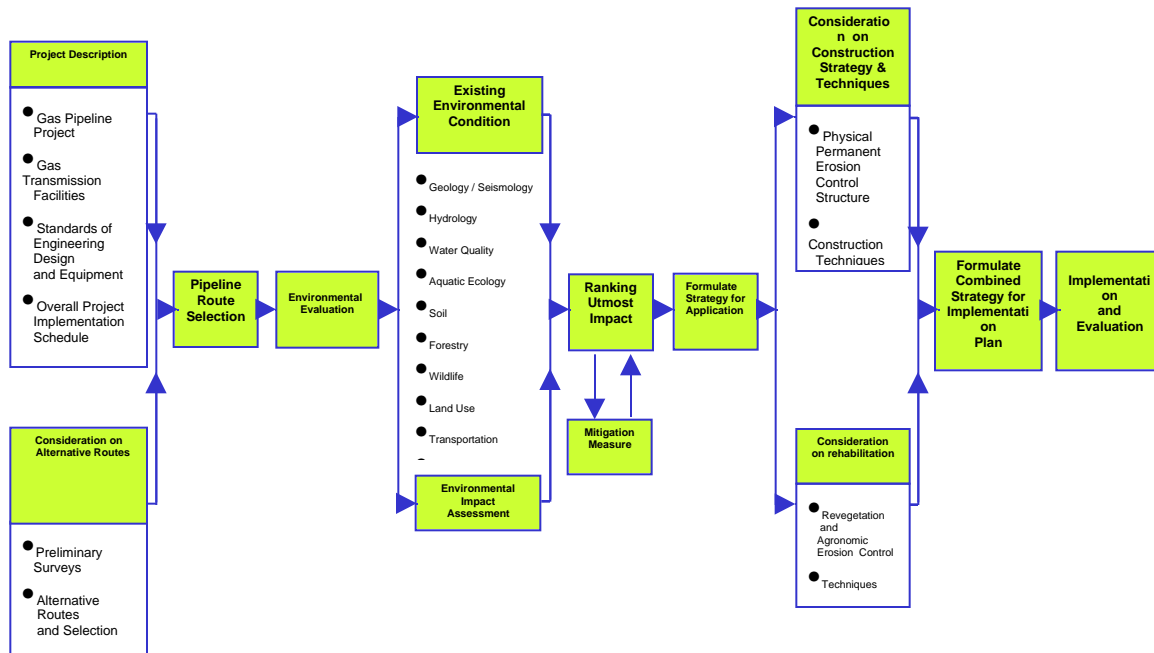 Project Description
● Gas Pipeline
Project
● Gas
Transmission
Facilities
● Standards of
Engineering
Design
and Equipment
● Overall Project
Implementation
Schedule
Consideration on
Alternative Routes
● Preliminary
Surveys
● Alternative
Routes
and Selection
Pipeline
Route
Selection
Environmental
Evaluation
Existing
Environmental
Condition
● Geology / Seismology
● Hydrology
● Water Quality
● Aquatic Ecology
● Soil
● Forestry
● Wildlife
● Land Use
● Transportation
Environmental
Impact
Assessment
Ranking
Utmost
Impact
Mitigation
Measure
Formulate
Strategy for
Application
Consideratio
n on
Construction
Strategy &
Techniques
● Physical
Permanent
Erosion
Control
Structure
●
Construction
Techniques
Consideration
on rehabilitation
● Revegetation
and
Agronomic
Erosion Control
● Techniques
Formulate
Combined
Strategy for
Implementati
on
Plan
Implementati
on
and
Evaluation